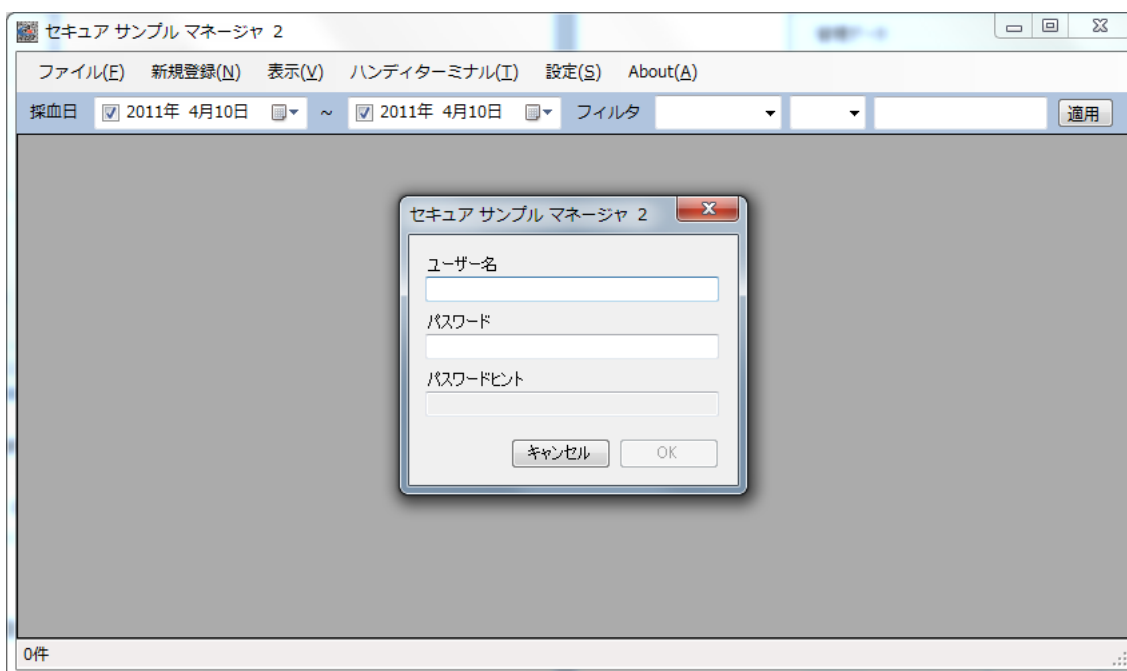 セキュア サンプル マネージャ 2
ファイル(F) 新規登録(N) 表示(V) ハンディターミナル(T) 設定(S) About(A)
採血日 2011年 4月10日 ~ 2011年 4月10日 フィルタ 適用
セキュア サンプル マネージャ 2
ユーザー名
パスワード
パスワードヒント
キャンセル OK
0件